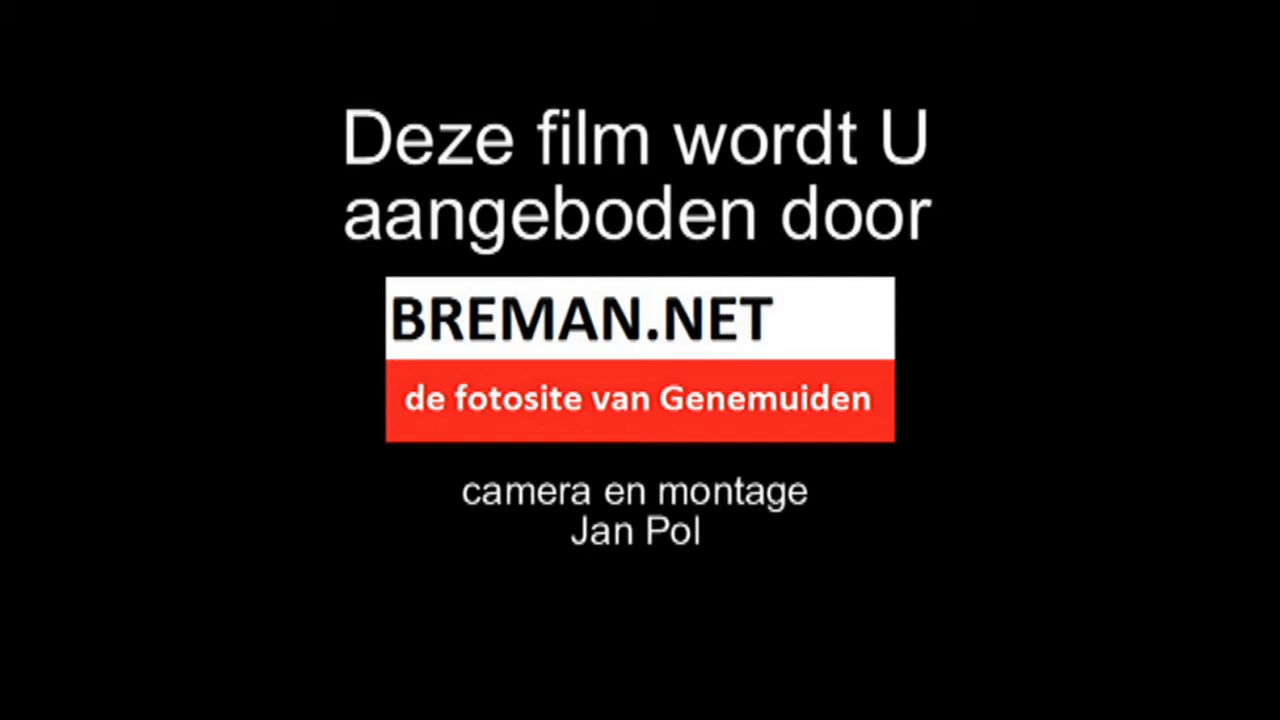 Deze film wordt U
aangeboden door
BREMAN.NET
de fotosite van Genemuiden
camera en montage
Jan Pol